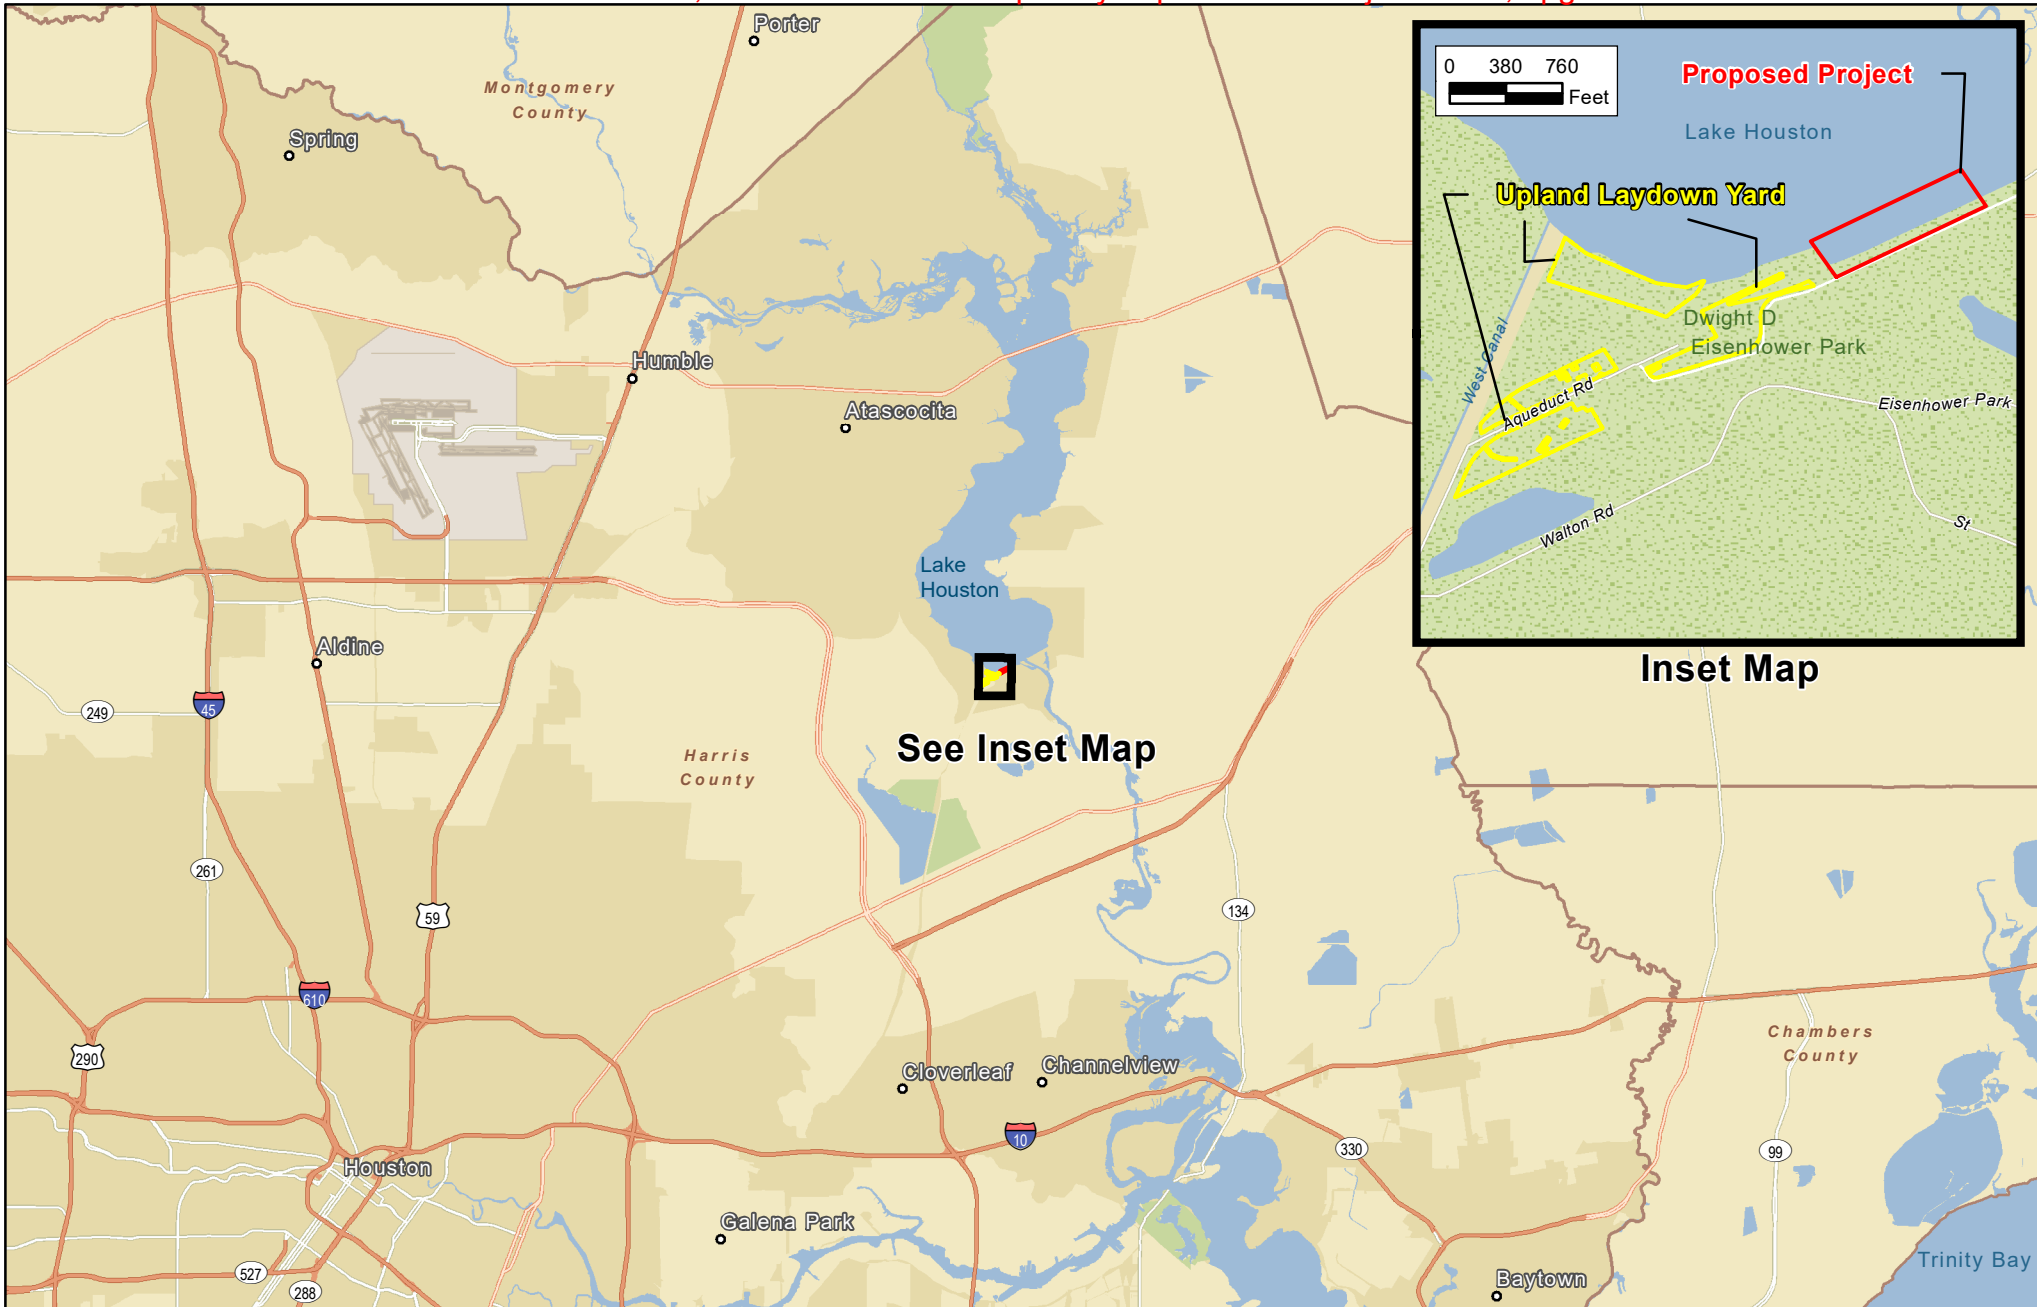 Porter
Montgomery
County
Spring
Humble
Atascocita
Lake
Houston
Aldine
249
45
See Inset Map
Harris
County
261
59
134
610
290
Cloverleaf
Channelview
10
330
Houston
Galena Park
527
288
Baytown
Chambers
County
99
Trinity Bay
0 380 760
Feet
Proposed Project
Lake Houston
Upland Laydown Yard
West Canal
Dwight D
Eisenhower Park
Aqueduct Rd
Eisenhower Park
St
Walton Rd
Inset Map